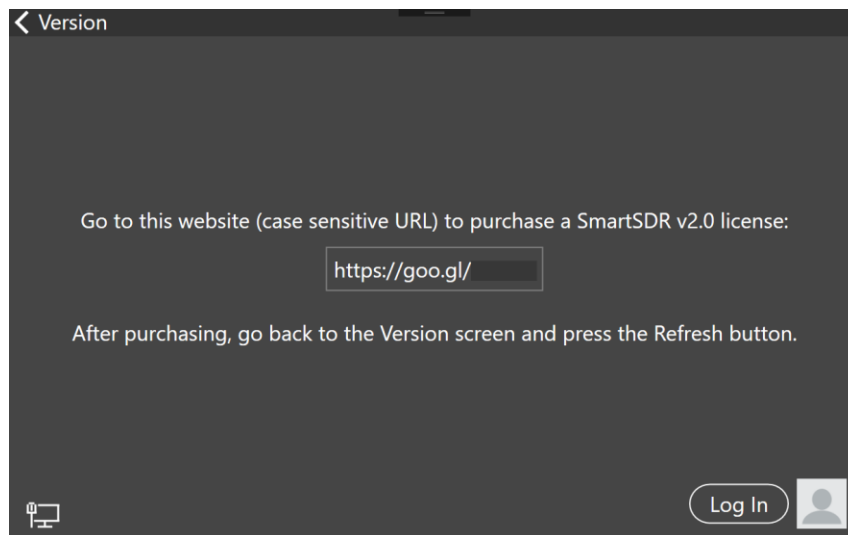 Version
Go to this website (case sensitive URL) to purchase a SmartSDR v2.0 license:
https://goo.gl/
After purchasing, go back to the Version screen and press the Refresh button.
Log In